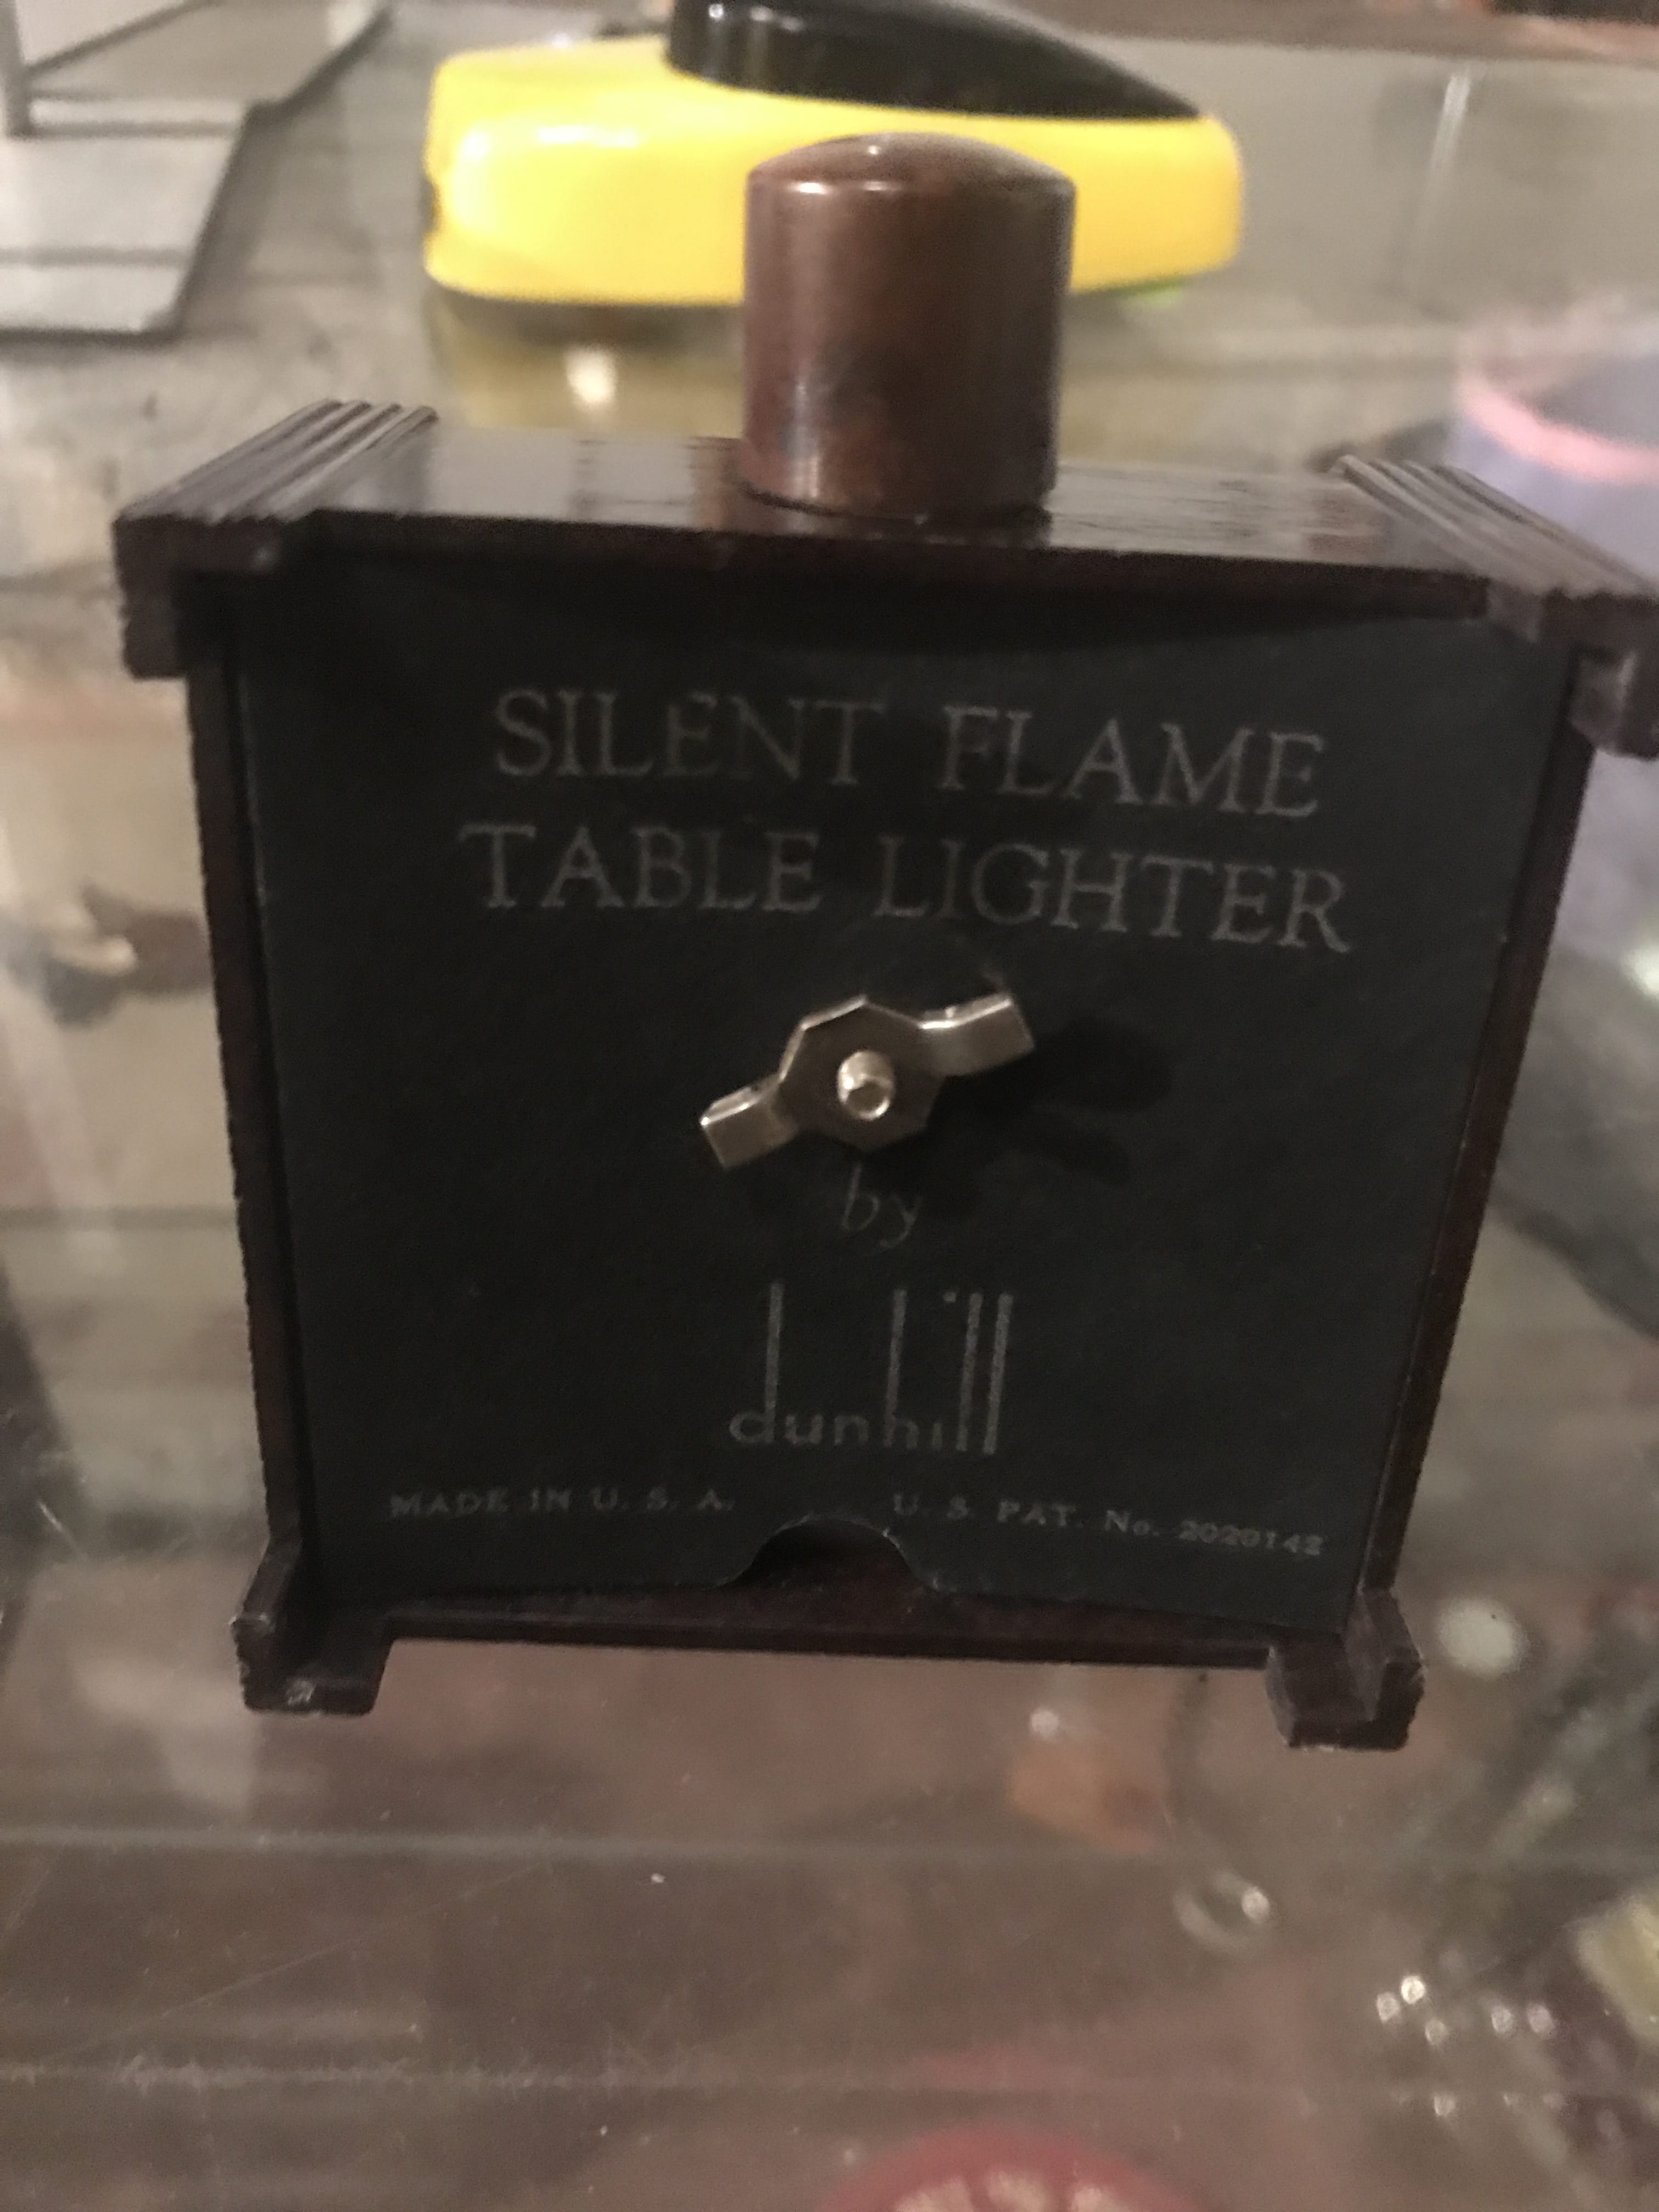 SILENT FLAME
TABLE LIGHTER
by
dunhill
MADE IN U. S. A. U. S. PAT. No. 2020142